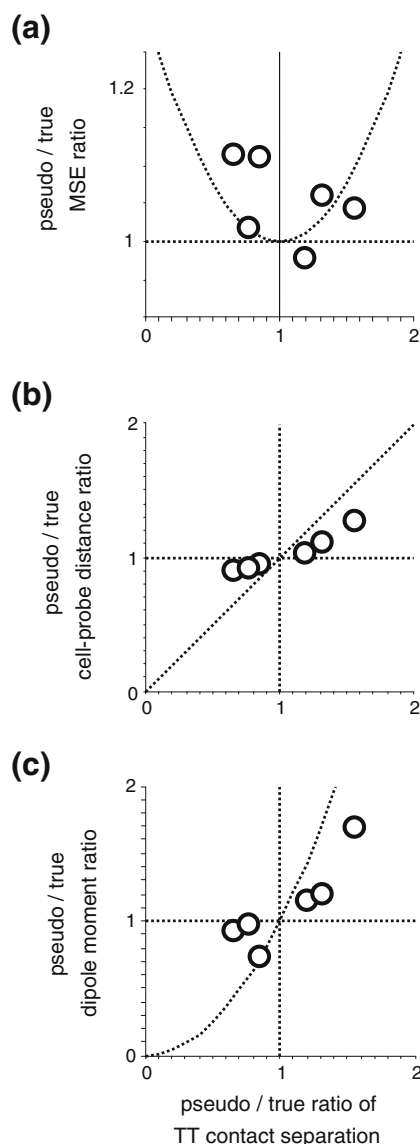 (a)
pseudo / true
MSE ratio
1.2
1
0
1
2
(b)
pseudo / true
cell-probe distance ratio
2
1
0
0
1
2
(c)
pseudo / true
dipole moment ratio
2
1
0
0
1
2
pseudo / true ratio of
TT contact separation